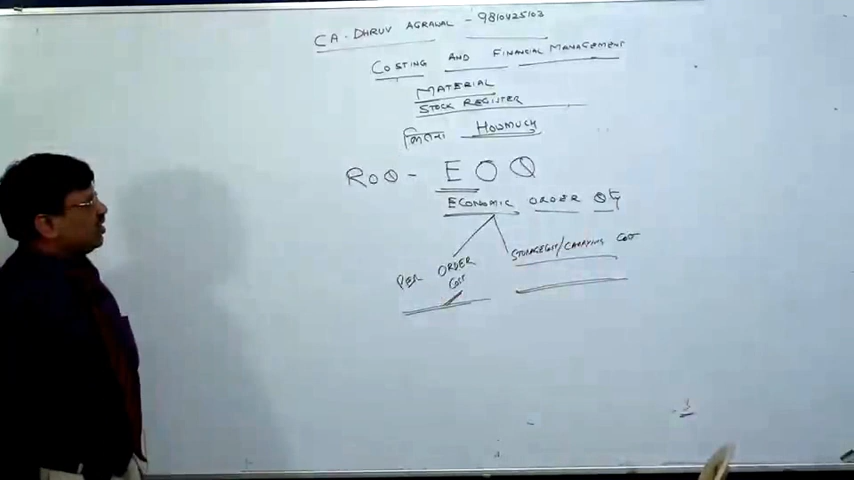 CA. DHRUV AGRAWAL - 9810425103
COSTING AND FINANCIAL MANAGEMENT
MATERIAL
STOCK REGISTER
कितना HOWMUCH
ROQ - EOQ
ECONOMIC ORDER QTY
PER ORDER COST
STORAGE COST/CARRYING COST